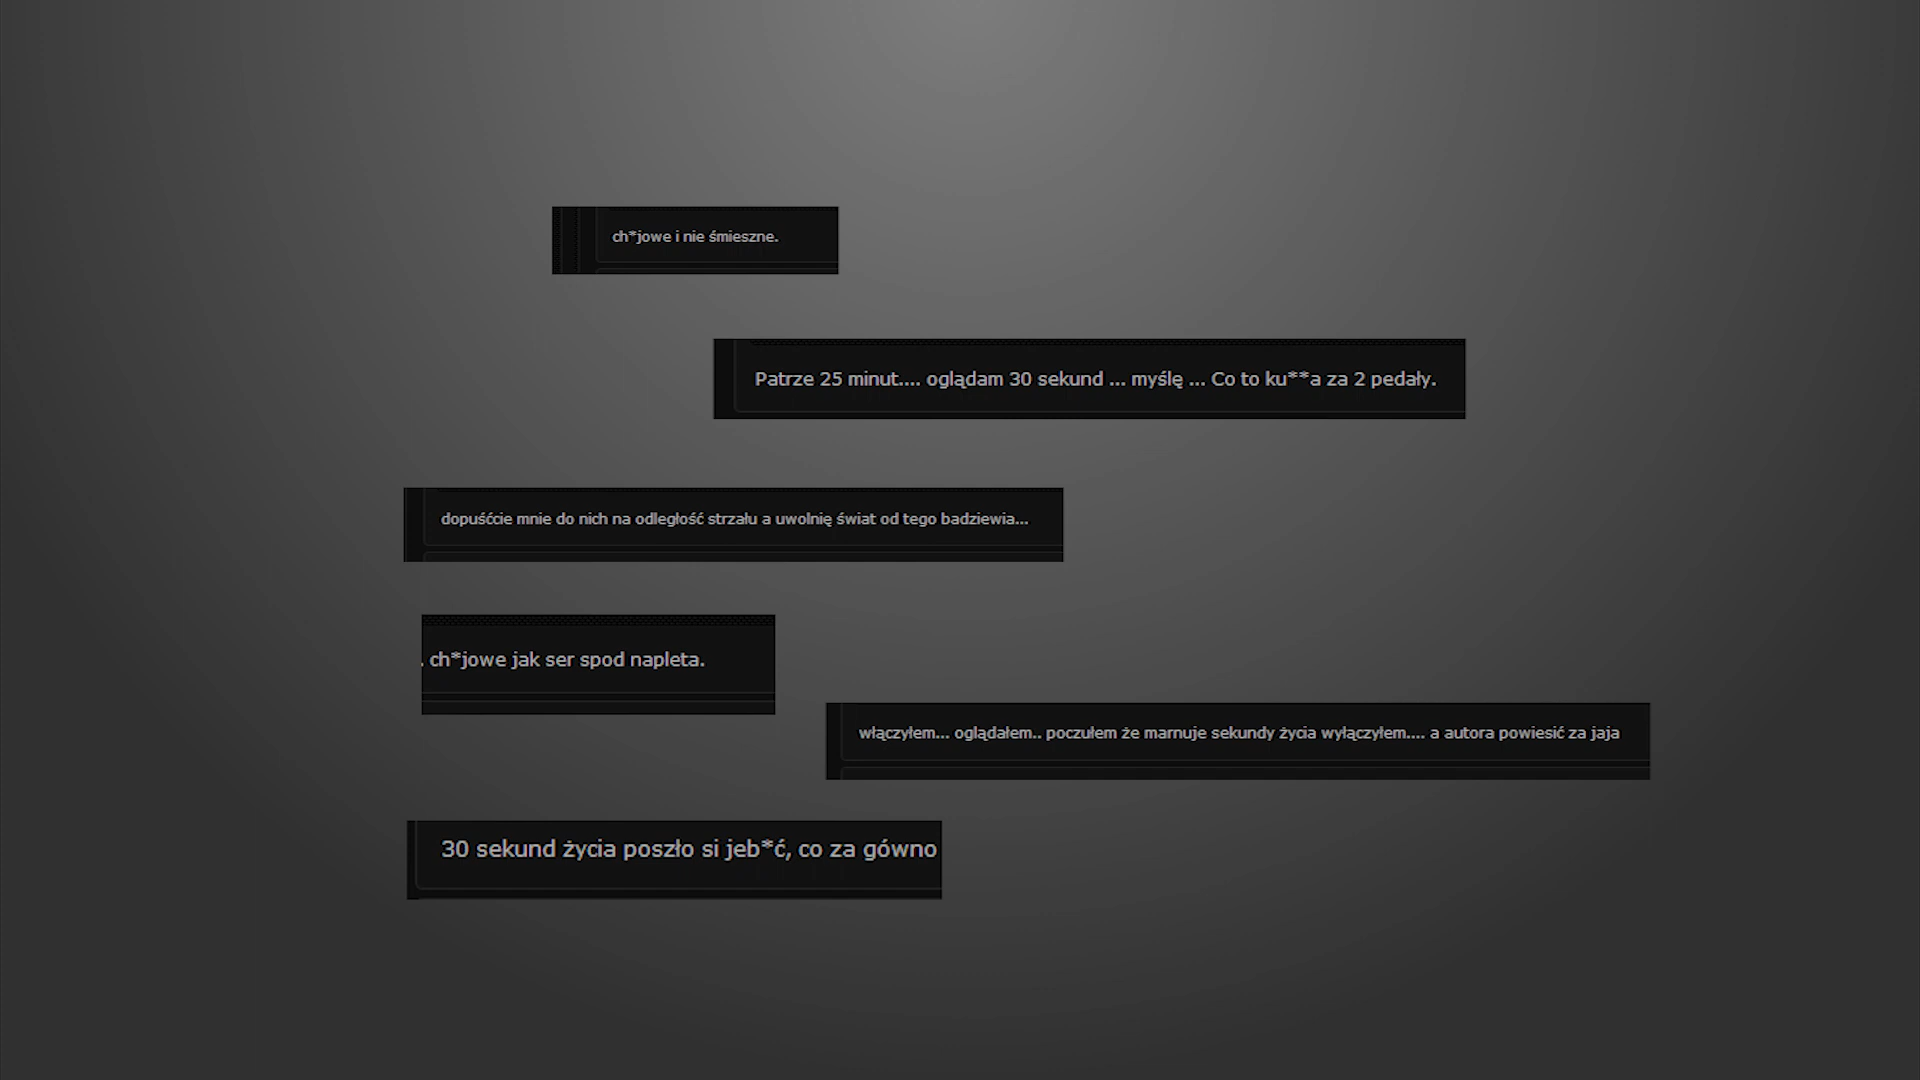 ch*jowe i nie śmieszne.
Patrze 25 minut.... oglądam 30 sekund ... myślę ... Co to ku**a za 2 pedały.
dopuśćcie mnie do nich na odległość strzału a uwolnię świat od tego badziewia...
. ch*jowe jak ser spod napleta.
włączyłem... oglądałem.. poczułem że marnuje sekundy życia wyłączyłem.... a autora powiesić za jaja
30 sekund życia poszło si jeb*ć, co za gówno